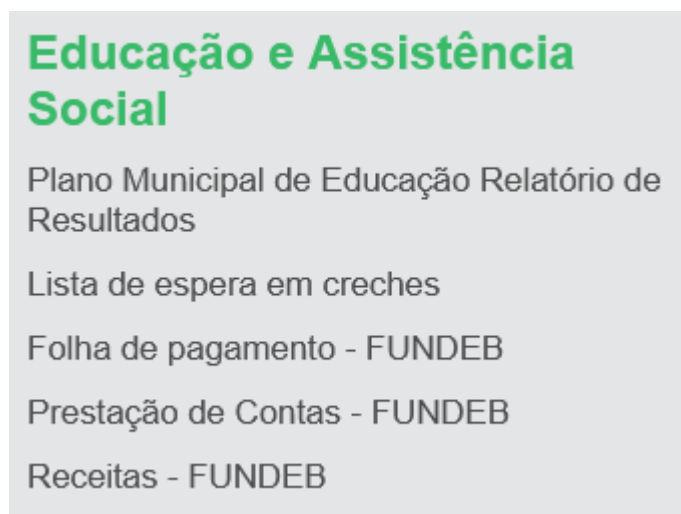 Educação e Assistência
Social
Plano Municipal de Educação Relatório de
Resultados
Lista de espera em creches
Folha de pagamento - FUNDEB
Prestação de Contas - FUNDEB
Receitas - FUNDEB